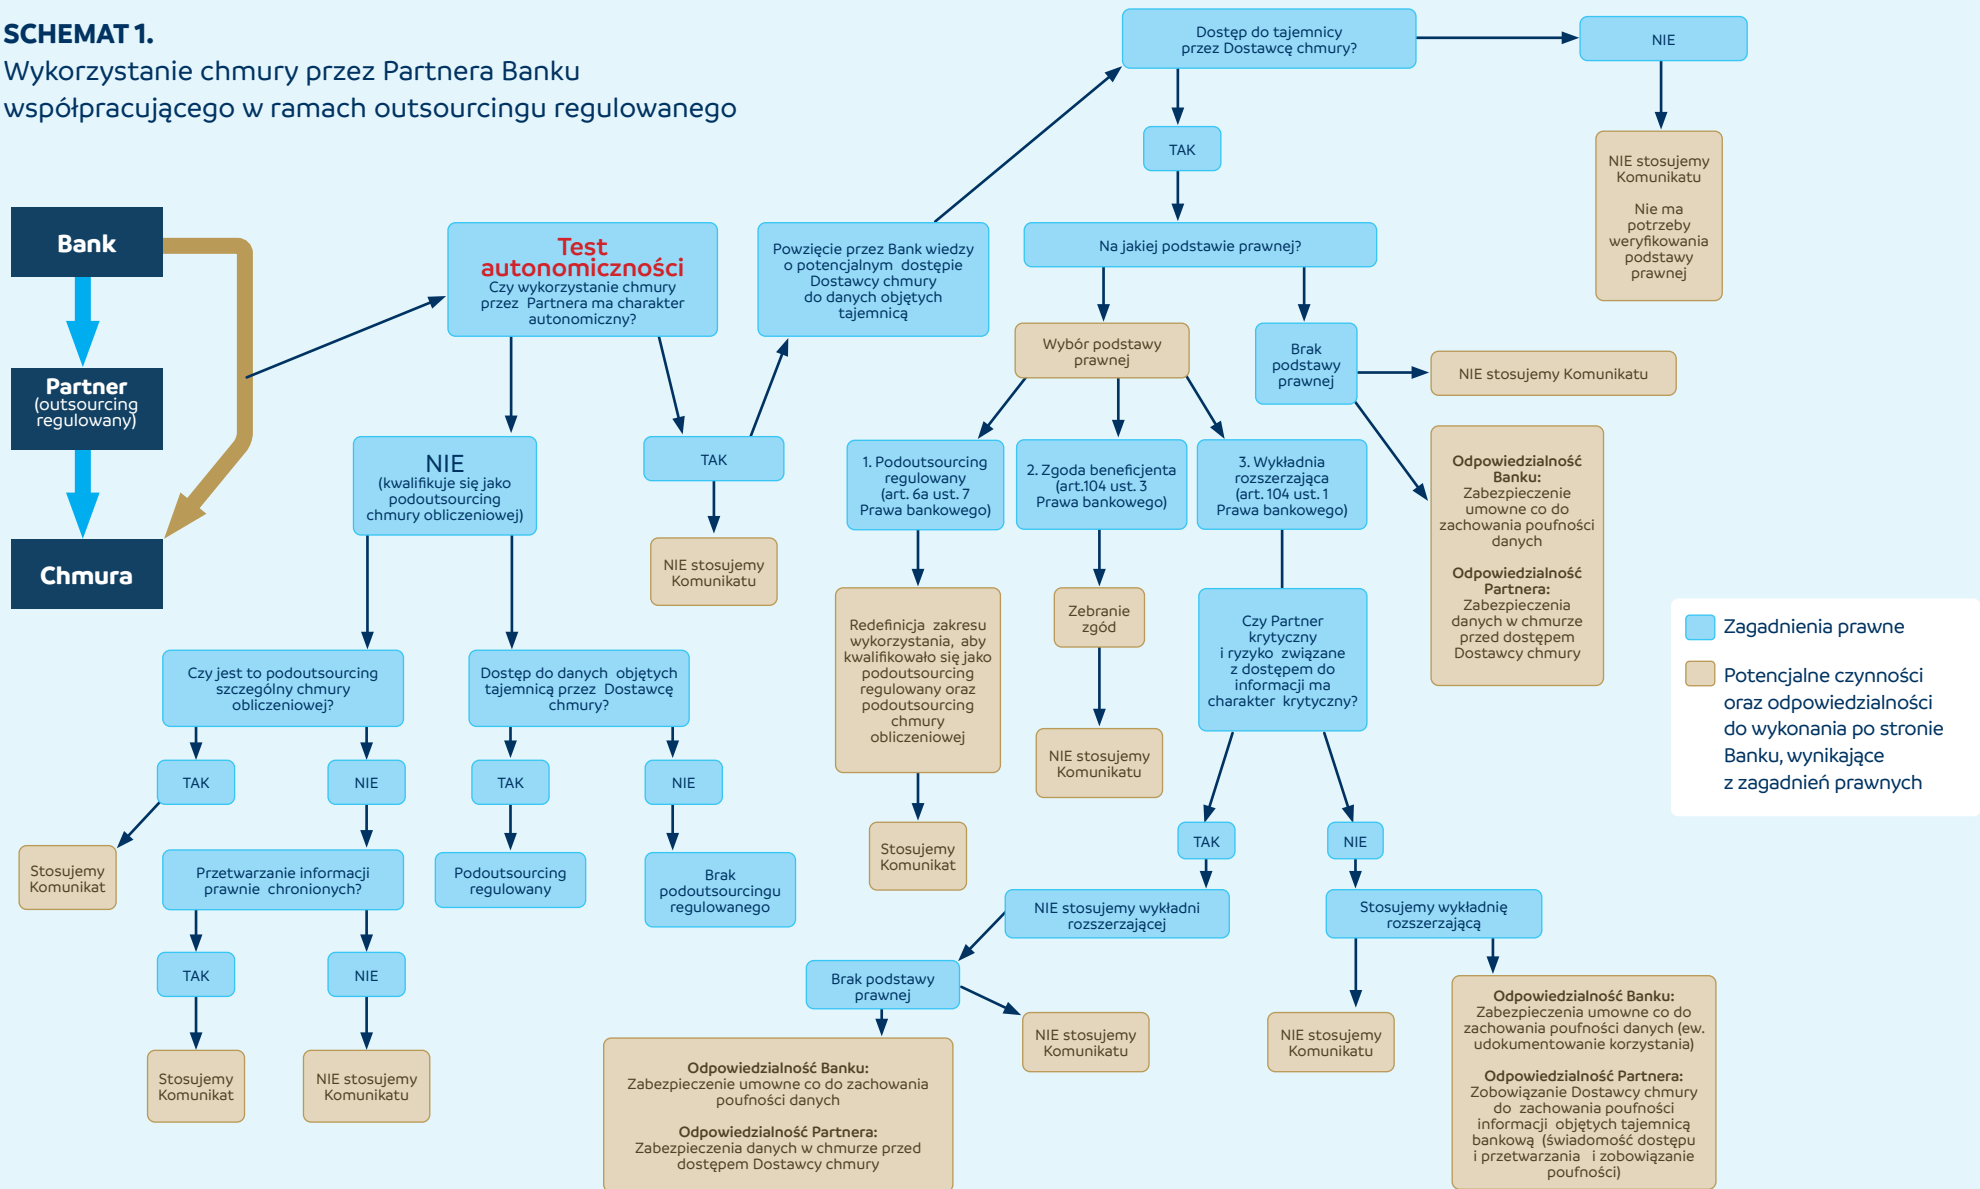 SCHEMAT 1.
Wykorzystanie chmury przez Partnera Banku
współpracującego w ramach outsourcingu regulowanego
Bank
Partner
(outsourcing
regulowany)
Chmura
Test
autonomiczności
Czy wykorzystanie chmury
przez Partnera ma charakter
autonomiczny?
NIE
(kwalifikuje się jako
podoutsourcing
chmury obliczeniowej)
TAK
NIE stosujemy
Komunikatu
Czy jest to podoutsourcing
szczególny chmury
obliczeniowej?
TAK
Stosujemy
Komunikat
NIE
Przetwarzanie informacji
prawnie chronionych?
TAK
Stosujemy
Komunikat
NIE
NIE stosujemy
Komunikatu
Dostęp do danych objętych
tajemnicą przez Dostawcę
chmury?
TAK
Podoutsourcing
regulowany
NIE
Brak
podoutsourcingu
regulowanego
Powzięcie przez Bank wiedzy
o potencjalnym dostępie
Dostawcy chmury
do danych objętych
tajemnicą
Dostęp do tajemnicy
przez Dostawcę chmury?
NIE
NIE stosujemy
Komunikatu
Nie ma
potrzeby
weryfikowania
podstawy
prawnej
TAK
Na jakiej podstawie prawnej?
Wybór podstawy
prawnej
Brak
podstawy
prawnej
NIE stosujemy Komunikatu
Odpowiedzialność
Banku:
Zabezpieczenie
umowne co do
zachowania poufności
danych
Odpowiedzialność
Partnera:
Zabezpieczenia
danych w chmurze
przed dostępem
Dostawcy chmury
1. Podoutsourcing
regulowany
(art. 6a ust. 7
Prawa bankowego)
Redefinicja zakresu
wykorzystania, aby
kwalifikowało się jako
podoutsourcing
regulowany oraz
podoutsourcing
chmury
obliczeniowej
Stosujemy
Komunikat
2. Zgoda beneficjenta
(art.104 ust. 3
Prawa bankowego)
Zebranie
zgód
NIE stosujemy
Komunikatu
3. Wykładnia
rozszerzająca
(art. 104 ust. 1
Prawa bankowego)
Czy Partner
krytyczny
i ryzyko związane
z dostępem do
informacji ma
charakter krytyczny?
TAK
NIE stosujemy wykładni
rozszerzającej
Brak podstawy
prawnej
NIE stosujemy
Komunikatu
Odpowiedzialność Banku:
Zabezpieczenie umowne co do zachowania
poufności danych
Odpowiedzialność Partnera:
Zabezpieczenia danych w chmurze przed
dostępem Dostawcy chmury
NIE
Stosujemy wykładnię
rozszerzającą
NIE stosujemy
Komunikatu
Odpowiedzialność Banku:
Zabezpieczenia umowne co do
zachowania poufności danych (ew.
udokumentowanie korzystania)
Odpowiedzialność Partnera:
Zobowiązanie Dostawcy chmury
do zachowania poufności
informacji objętych tajemnicą
bankową (świadomość dostępu
i przetwarzania i zobowiązanie
poufności)
Zagadnienia prawne
Potencjalne czynności
oraz odpowiedzialności
do wykonania po stronie
Banku, wynikające
z zagadnień prawnych